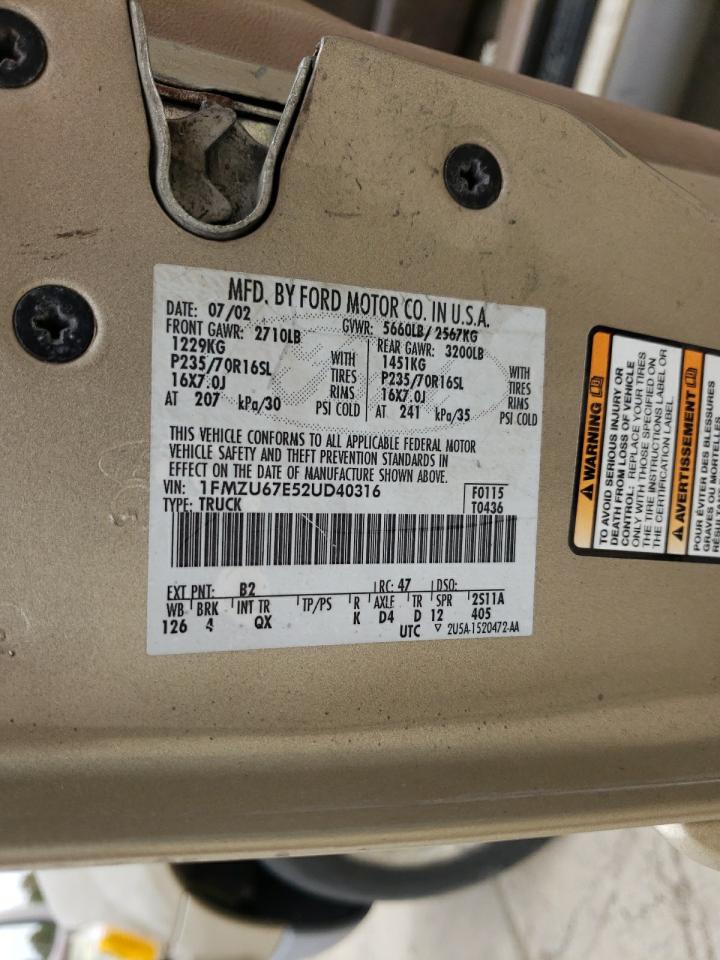 MFD. BY FORD MOTOR CO. IN U.S.A.
DATE: 07/02 GVWR: 5660LB/ 2567KG
FRONT GAWR: 2710LB REAR GAWR: 3200LB
1229KG WITH 1451KG WITH
P235/70R16SL TIRES P235/70R16SL TIRES
16X7.0J RIMS 16X7.0J RIMS
AT 207 kPa/30 PSI COLD AT 241 kPa/35 PSI COLD
THIS VEHICLE CONFORMS TO ALL APPLICABLE FEDERAL MOTOR
VEHICLE SAFETY AND THEFT PREVENTION STANDARDS IN
EFFECT ON THE DATE OF MANUFACTURE SHOWN ABOVE.
VIN: 1FMZU67E52UD40316 F0115
TYPE: TRUCK T0436
EXT PNT: B2 RC: 47 DSO:
WB BRK INT TR TP/PS R AXLE TR SPR 2S11A
126 4 QX K D4 D 12 405
UTC ▽ 2U5A-1520472-AA
WARNING
TO AVOID SERIOUS INJURY OR
DEATH FROM LOSS OF VEHICLE
CONTROL: REPLACE YOUR TIRES
ONLY WITH THOSE SPECIFIED ON
THE TIRE INSTRUCTIONS LABEL OR
THE CERTIFICATION LABEL.
AVERTISSEMENT
POUR ÉVITER DES BLESSURES
GRAVES OU MORTELLES